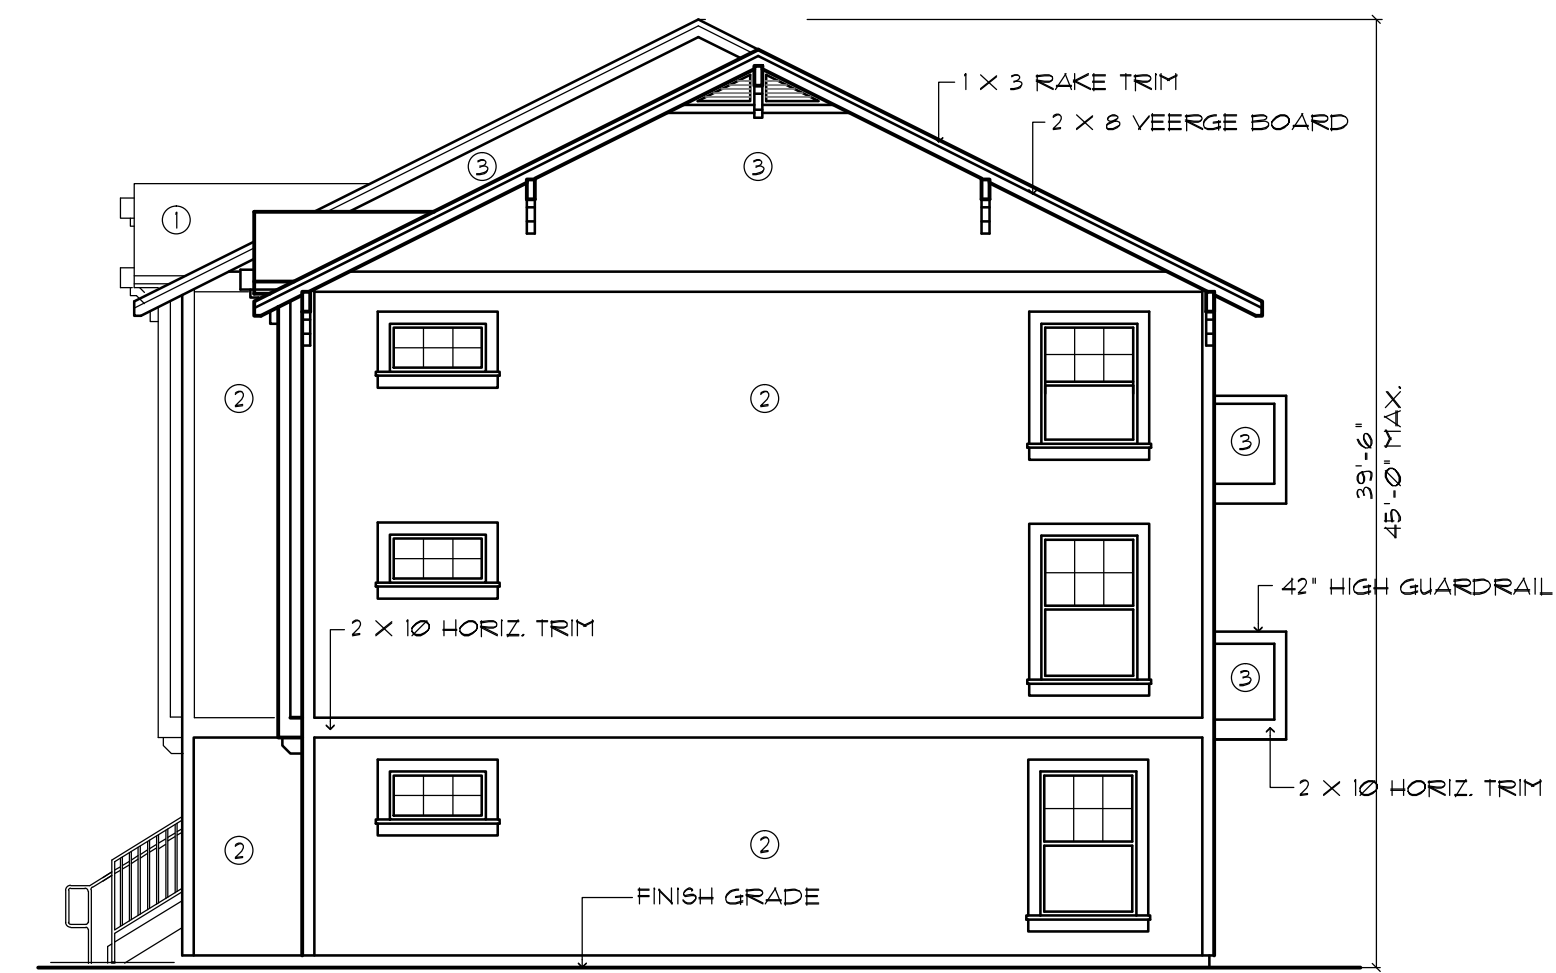 1 X 3 RAKE TRIM
2 X 8 VEERGE BOARD
3
3
1
2
2
3
39'-6"
45'-0" MAX.
42" HIGH GUARDRAIL
2 X 10 HORIZ. TRIM
3
2 X 10 HORIZ. TRIM
2
2
FINISH GRADE